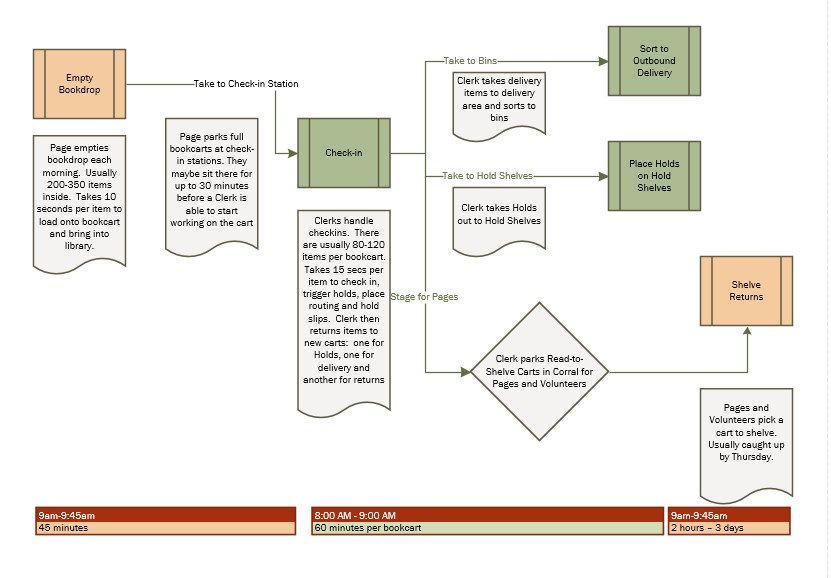 Empty
Bookdrop
Take to Check-in Station
Page empties
bookdrop each
morning. Usually
200-350 items
inside. Takes 10
seconds per item to
load onto bookcart
and bring into
library.
Page parks full
bookcarts at check-
in stations. They
maybe sit there for
up to 30 minutes
before a Clerk is
able to start
working on the cart
Check-in
Clerks handle
checkins. There
are usually 80-120
items per bookcart.
Takes 15 secs per
item to check in,
trigger holds, place
routing and hold
slips. Clerk then
returns items to
new carts: one for
Holds, one for
delivery and
another for returns
Take to Bins
Clerk takes delivery
items to delivery
area and sorts to
bins
Sort to
Outbound
Delivery
Take to Hold Shelves
Clerk takes Holds
out to Hold Shelves
Place Holds
on Hold
Shelves
Stage for Pages
Clerk parks Read-to-
Shelve Carts in Corral for
Pages and Volunteers
Shelve
Returns
Pages and
Volunteers pick a
cart to shelve.
Usually caught up
by Thursday.
9am-9:45am
45 minutes
8:00 AM - 9:00 AM
60 minutes per bookcart
9am-9:45am
2 hours – 3 days